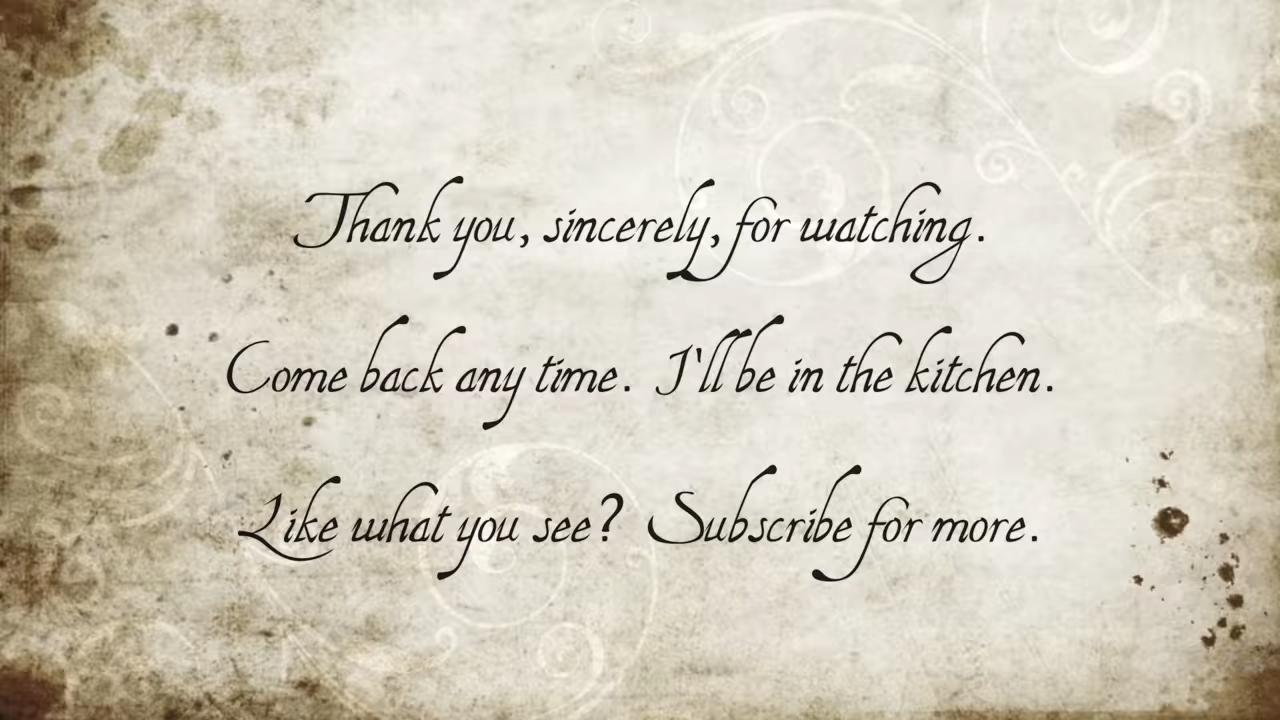 Thank you, sincerely, for watching.
Come back any time. I'll be in the kitchen.
Like what you see? Subscribe for more.